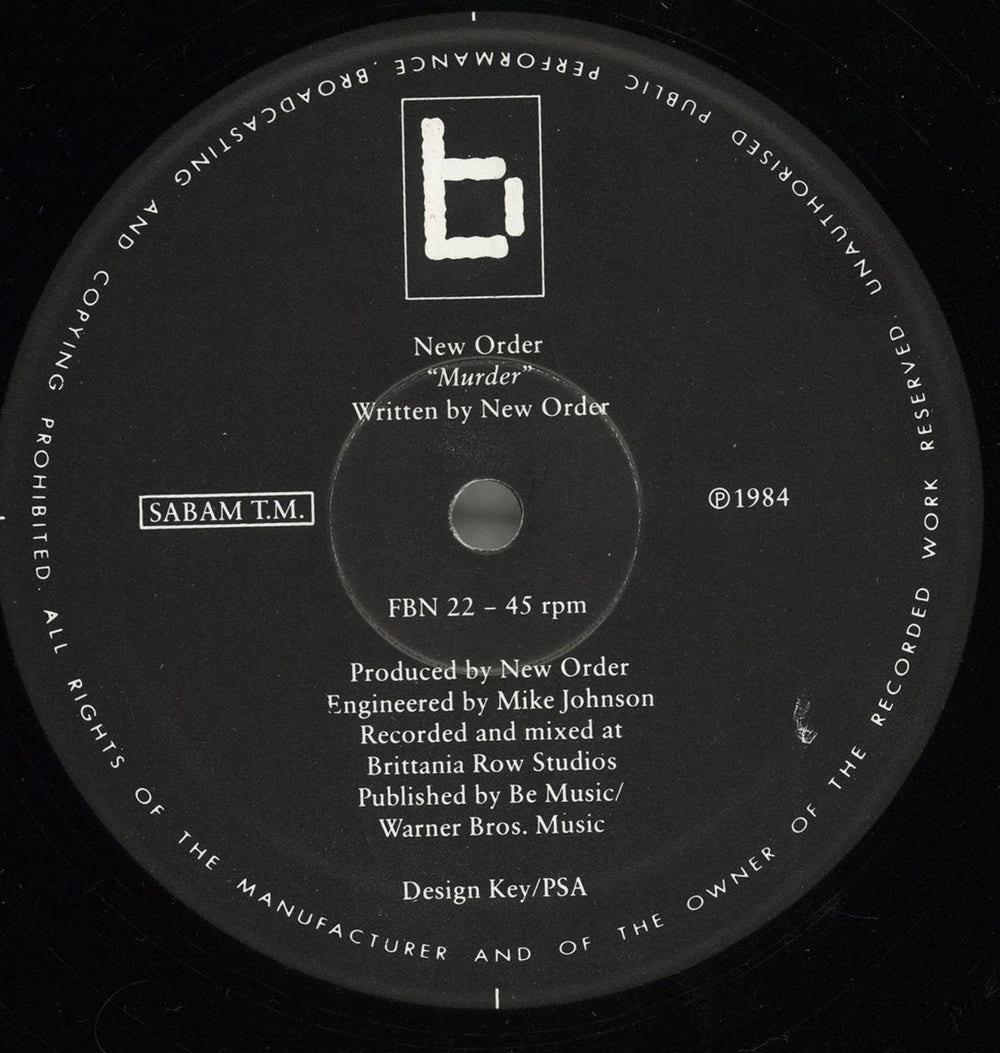 b
New Order
“Murder”
Written by New Order
SABAM T.M.
℗1984
FBN 22 – 45 rpm
Produced by New Order
Engineered by Mike Johnson
Recorded and mixed at
Brittania Row Studios
Published by Be Music/
Warner Bros. Music
Design Key/PSA
ALL RIGHTS OF THE MANUFACTURER AND OF THE OWNER OF THE RECORDED WORK RESERVED. UNAUTHORISED PUBLIC PERFORMANCE. BROADCASTING AND COPYING PROHIBITED.